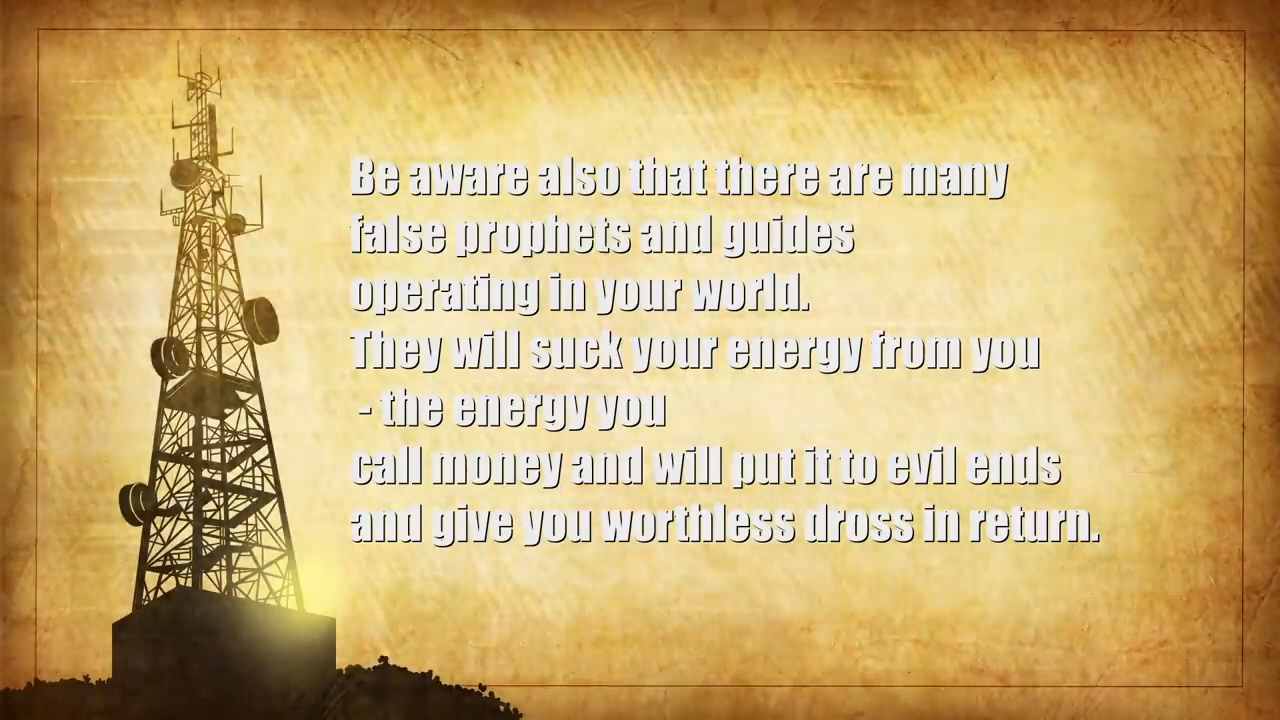 Be aware also that there are many
false prophets and guides
operating in your world.
They will suck your energy from you
- the energy you
call money and will put it to evil ends
and give you worthless dross in return.